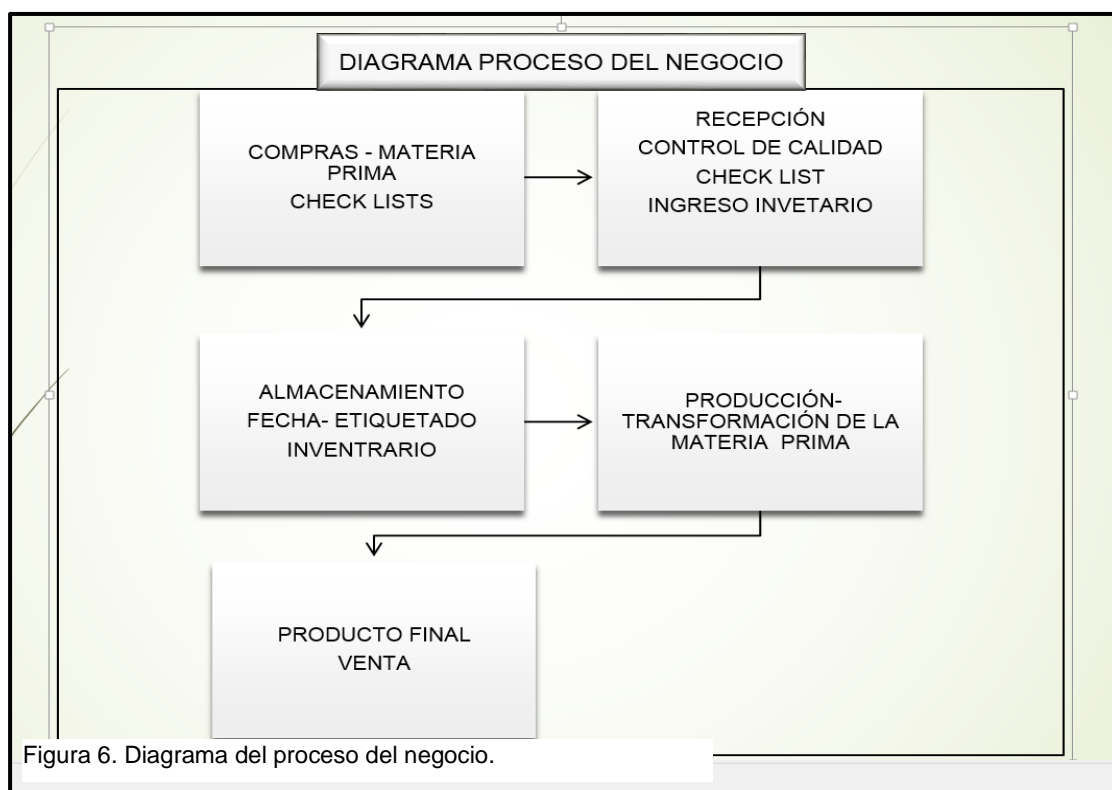 DIAGRAMA PROCESO DEL NEGOCIO
COMPRAS - MATERIA
PRIMA
CHECK LISTS
RECEPCIÓN
CONTROL DE CALIDAD
CHECK LIST
INGRESO INVETARIO
ALMACENAMIENTO
FECHA- ETIQUETADO
INVENTRARIO
PRODUCCIÓN-
TRANSFORMACIÓN DE LA
MATERIA PRIMA
PRODUCTO FINAL
VENTA
Figura 6. Diagrama del proceso del negocio.